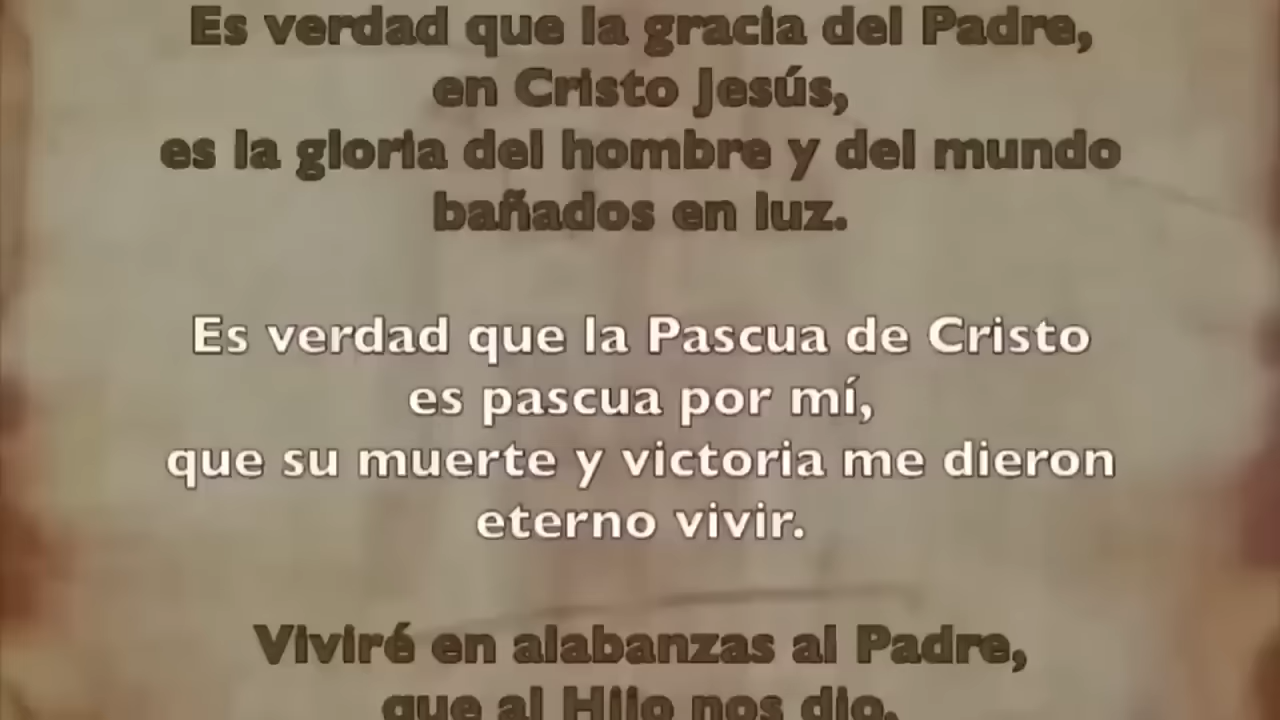 Es verdad que la gracia del Padre,
en Cristo Jesús,
es la gloria del hombre y del mundo
bañados en luz.
Es verdad que la Pascua de Cristo
es pascua por mí,
que su muerte y victoria me dieron
eterno vivir.
Viviré en alabanzas al Padre,
que al Hijo nos dio,